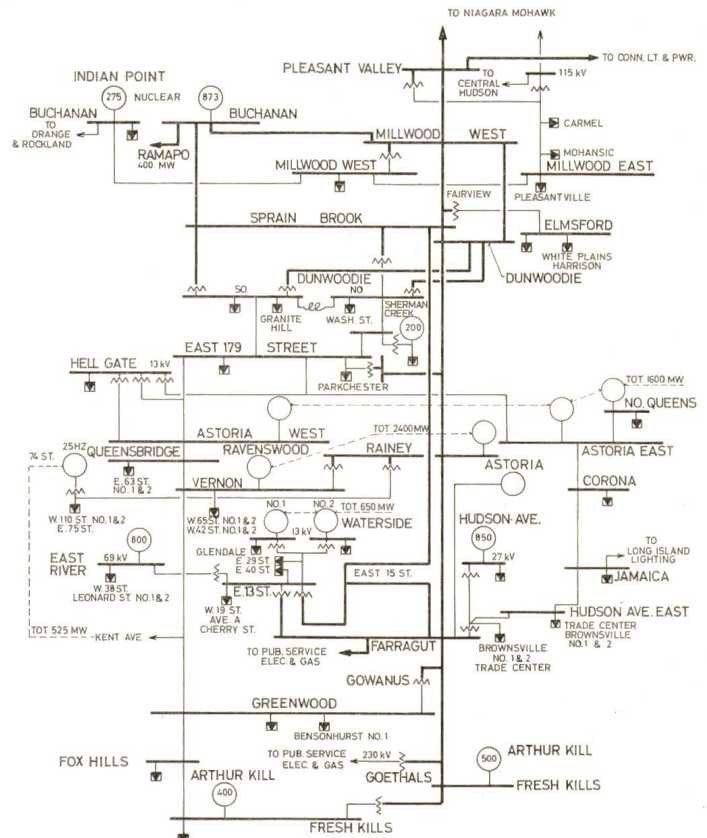 TO NIAGARA MOHAWK
TO CONN. LT. & PWR.
PLEASANT VALLEY
TO
CENTRAL
HUDSON
115 kV
INDIAN POINT
275
NUCLEAR
873
BUCHANAN
TO
ORANGE
& ROCKLAND
BUCHANAN
RAMAPO
400 MW
CARMEL
MILLWOOD WEST
MOHANSIC
MILLWOOD WEST
MILLWOOD EAST
PLEASANTVILLE
FAIRVIEW
SPRAIN BROOK
ELMSFORD
WHITE PLAINS
HARRISON
DUNWOODIE
DUNWOODIE
SO.
NO.
GRANITE
HILL
WASH. ST.
SHERMAN
CREEK
200
EAST 179 STREET
HELL GATE
13 kV
PARKCHESTER
TOT. 1600 MW
NO. QUEENS
ASTORIA WEST
TOT 2400MW
ASTORIA EAST
QUEENSBRIDGE
RAVENSWOOD
RAINEY
74 ST.
25HZ
ASTORIA
CORONA
E. 63 ST.
NO. 1 & 2
VERNON
W. 110 ST. NO. 1&2
E. 75 ST.
W. 65 ST. NO. 1 & 2
W. 42 ST. NO. 1 & 2
NO.1
NO. 2
TOT. 650 MW
WATERSIDE
13 kV
HUDSON AVE.
850
27 kV
TO
LONG ISLAND
LIGHTING
JAMAICA
800
EAST
RIVER
69 kV
GLENDALE
E. 29 ST.
E. 40 ST.
W. 38 ST.
LEONARD ST. NO.1&2
EAST 15 ST.
E. 13 ST.
W. 19 ST.
AVE. A
CHERRY ST.
HUDSON AVE. EAST
TRADE CENTER
BROWNSVILLE
NO. 1 & 2
TOT 525 MW
KENT AVE
FARRAGUT
TO PUB. SERVICE
ELEC. & GAS
BROWNSVILLE
NO. 1 & 2
TRADE CENTER
GOWANUS
GREENWOOD
BENSONHURST NO. 1
FOX HILLS
TO PUB. SERVICE
ELEC. & GAS
230 kV
GOETHALS
500
ARTHUR KILL
FRESH KILLS
ARTHUR KILL
400
FRESH KILLS